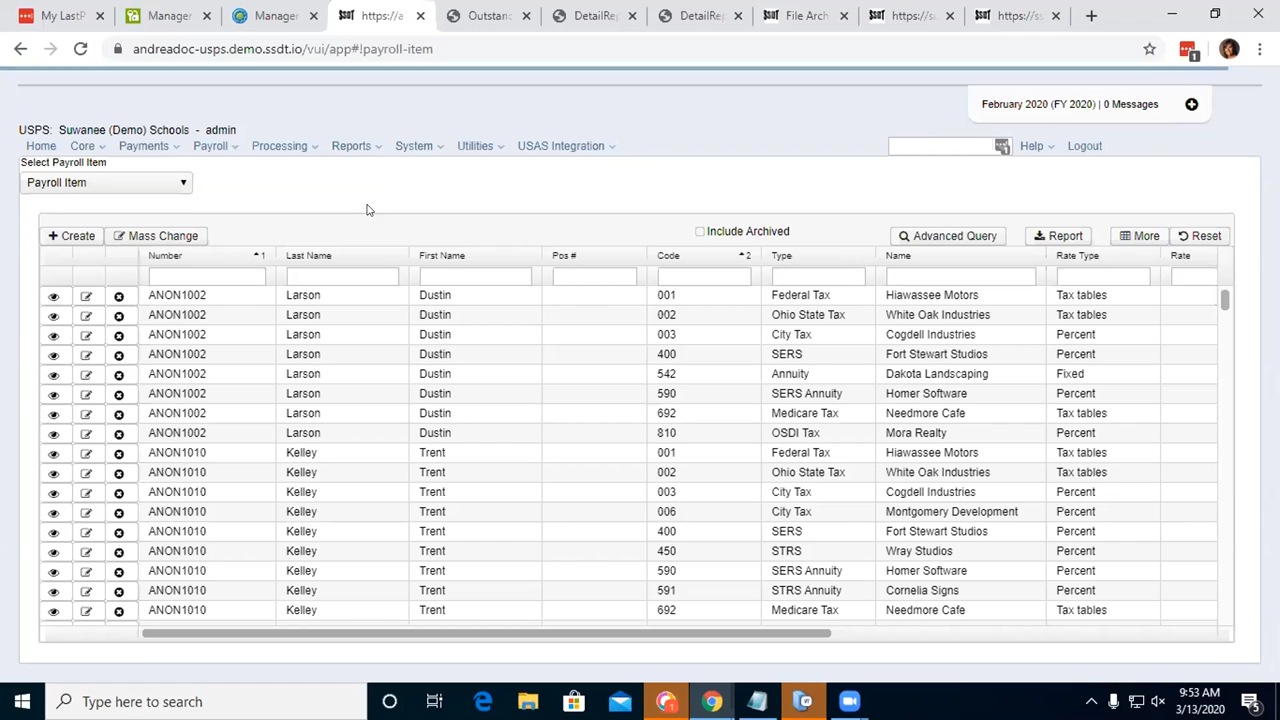 My LastP
Manager
Manager
SSDT https://a
Outstan
DetailRe
DetailRe
SSDT File Arch
SSDT https://s
SSDT https://s
andreadoc-usps.demo.ssdt.io/vui/app#!payroll-item
1
February 2020 (FY 2020) | 0 Messages
USPS: Suwanee (Demo) Schools - admin
Home Core Payments Payroll Processing Reports System Utilities USAS Integration Help Logout
Select Payroll Item
Payroll Item
Create Mass Change Include Archived Advanced Query Report More Reset
Number 1 Last Name First Name Pos # Code 2 Type Name Rate Type Rate
ANON1002 Larson Dustin 001 Federal Tax Hiawassee Motors Tax tables
ANON1002 Larson Dustin 002 Ohio State Tax White Oak Industries Tax tables
ANON1002 Larson Dustin 003 City Tax Cogdell Industries Percent
ANON1002 Larson Dustin 400 SERS Fort Stewart Studios Percent
ANON1002 Larson Dustin 542 Annuity Dakota Landscaping Fixed
ANON1002 Larson Dustin 590 SERS Annuity Homer Software Percent
ANON1002 Larson Dustin 692 Medicare Tax Needmore Cafe Tax tables
ANON1002 Larson Dustin 810 OSDI Tax Mora Realty Percent
ANON1010 Kelley Trent 001 Federal Tax Hiawassee Motors Tax tables
ANON1010 Kelley Trent 002 Ohio State Tax White Oak Industries Tax tables
ANON1010 Kelley Trent 003 City Tax Cogdell Industries Percent
ANON1010 Kelley Trent 006 City Tax Montgomery Development Percent
ANON1010 Kelley Trent 400 SERS Fort Stewart Studios Percent
ANON1010 Kelley Trent 450 STRS Wray Studios Percent
ANON1010 Kelley Trent 590 SERS Annuity Homer Software Percent
ANON1010 Kelley Trent 591 STRS Annuity Cornelia Signs Percent
ANON1010 Kelley Trent 692 Medicare Tax Needmore Cafe Tax tables
Type here to search
9:53 AM
3/13/2020
5